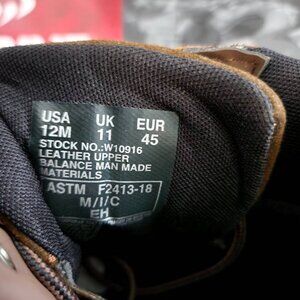 USA UK EUR
12M 11 45
STOCK NO.:W10916
LEATHER UPPER
BALANCE MAN MADE
MATERIALS
ASTM F2413-18
M/I/C
EH